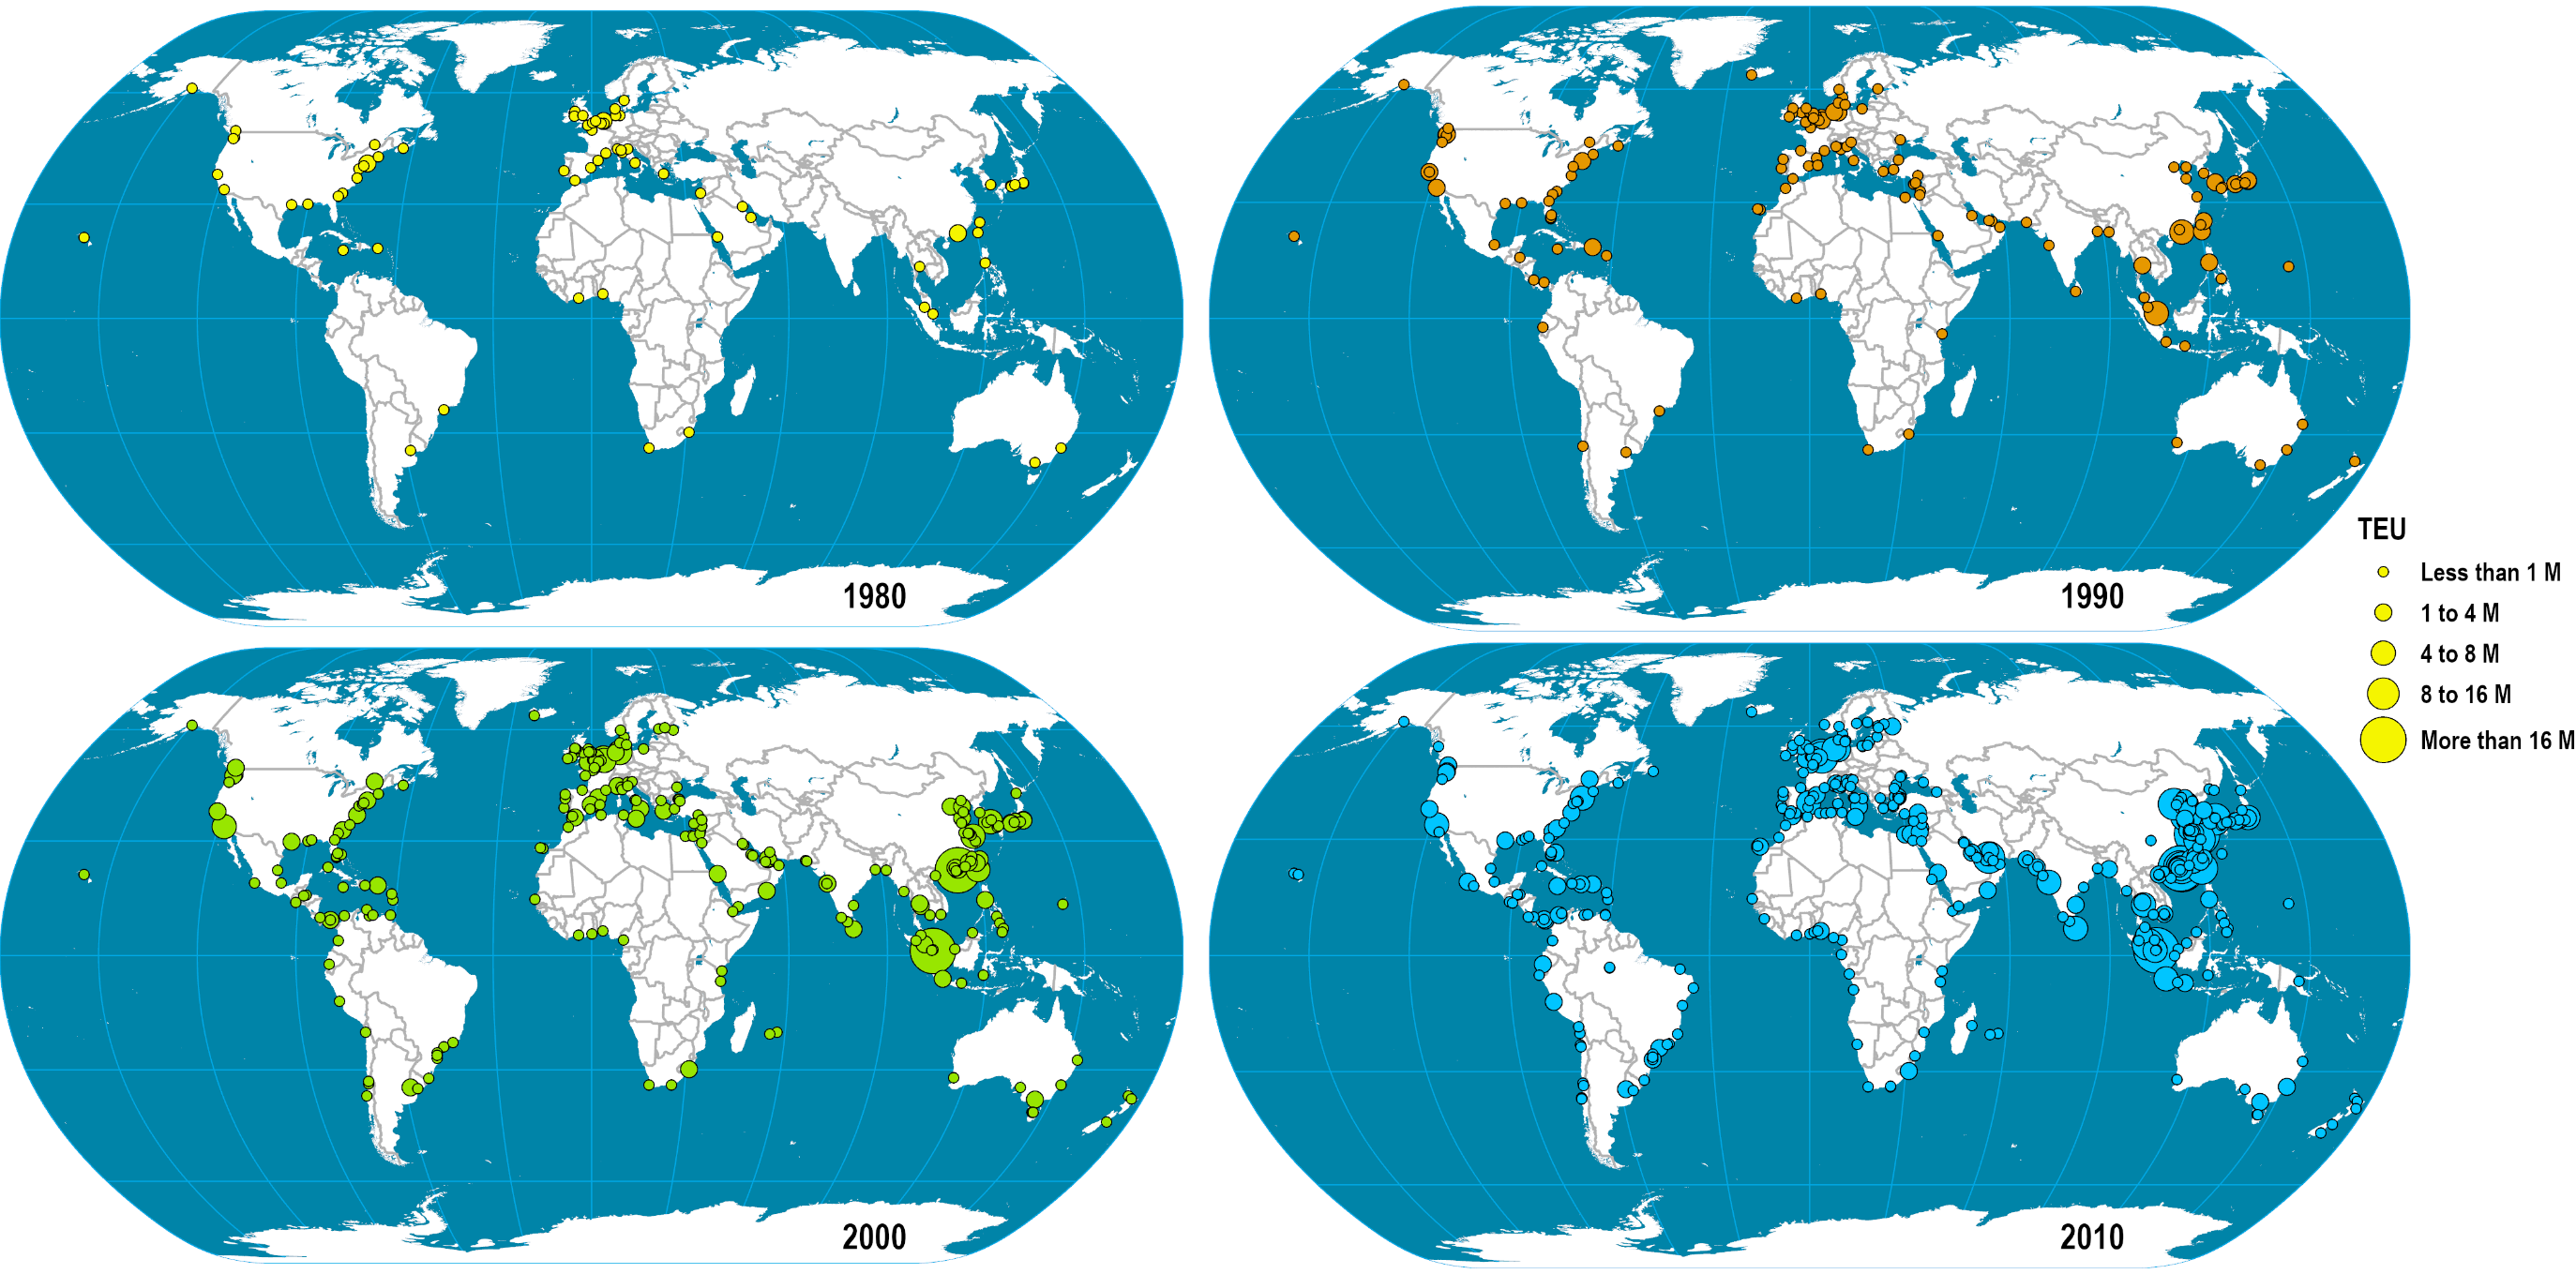 1980
1990
TEU
Less than 1 M
1 to 4 M
4 to 8 M
8 to 16 M
More than 16 M
2000
2010